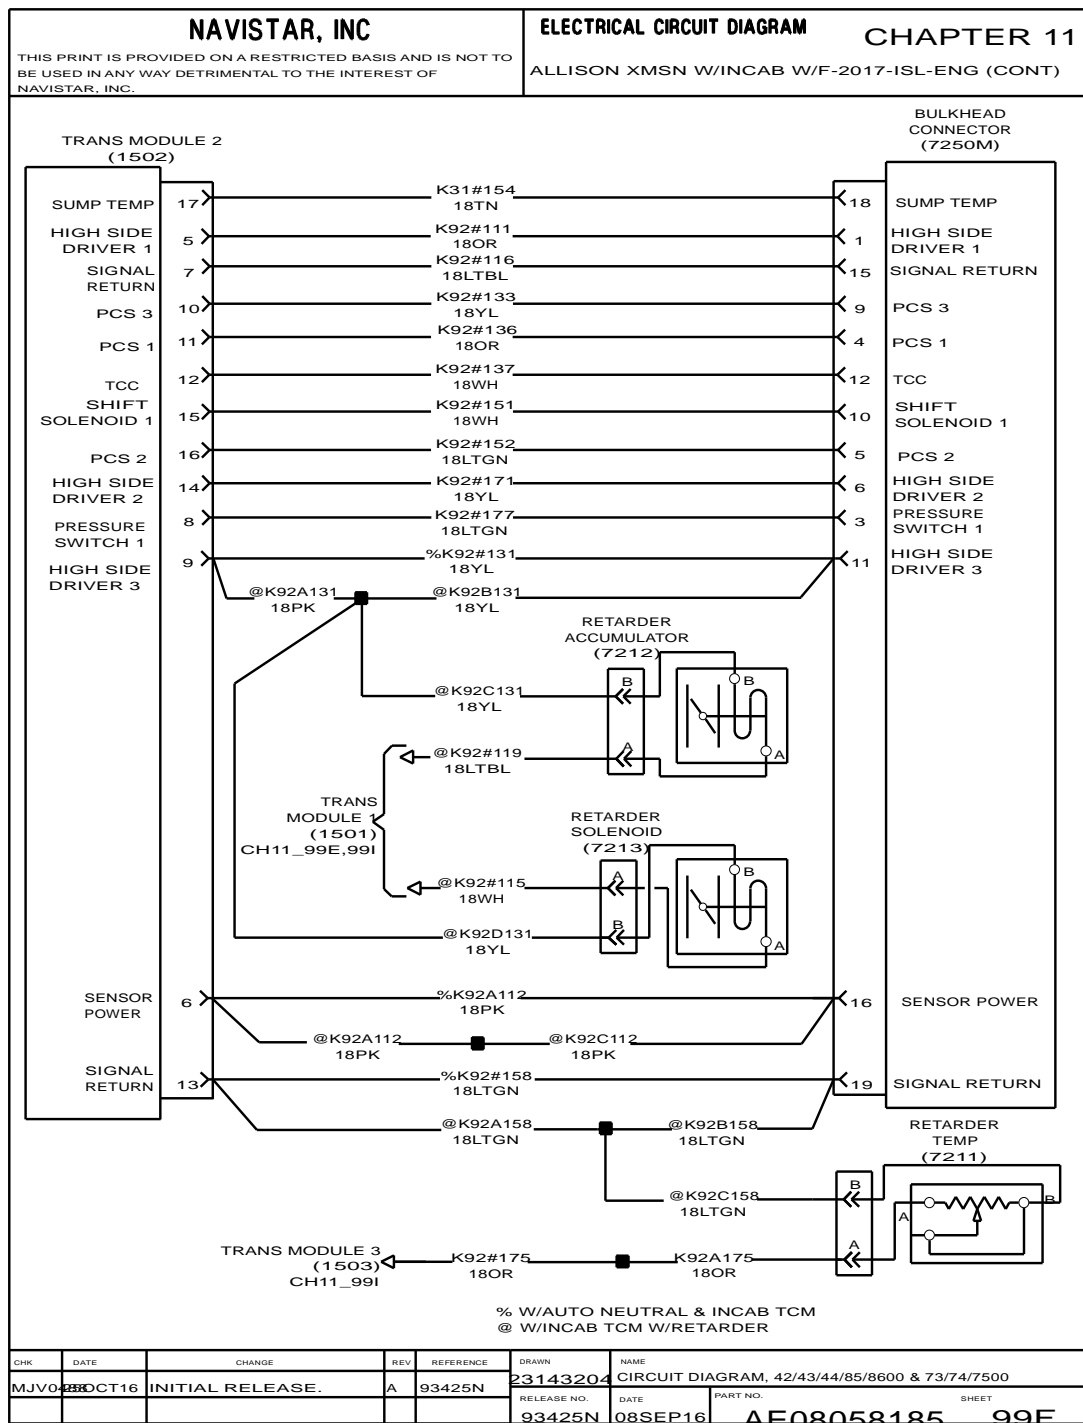 NAVISTAR, INC
THIS PRINT IS PROVIDED ON A RESTRICTED BASIS AND IS NOT TO
BE USED IN ANY WAY DETRIMENTAL TO THE INTEREST OF
NAVISTAR, INC.
ELECTRICAL CIRCUIT DIAGRAM
CHAPTER 11
ALLISON XMSN W/INCAB W/F-2017-ISL-ENG (CONT)
TRANS MODULE 2
(1502)
BULKHEAD
CONNECTOR
(7250M)
SUMP TEMP 17
K31#154
18TN
18 SUMP TEMP
HIGH SIDE
DRIVER 1
5
K92#111
18OR
1
HIGH SIDE
DRIVER 1
SIGNAL
RETURN
7
K92#116
18LTBL
15 SIGNAL RETURN
PCS 3 10
K92#133
18YL
9 PCS 3
PCS 1 11
K92#136
18OR
4 PCS 1
TCC 12
K92#137
18WH
12 TCC
SHIFT
SOLENOID 1
15
K92#151
18WH
10
SHIFT
SOLENOID 1
PCS 2 16
K92#152
18LTGN
5 PCS 2
HIGH SIDE
DRIVER 2
14
K92#171
18YL
6
HIGH SIDE
DRIVER 2
PRESSURE
SWITCH 1
8
K92#177
18LTGN
3
PRESSURE
SWITCH 1
HIGH SIDE
DRIVER 3
9
%K92#131
18YL
11
HIGH SIDE
DRIVER 3
@K92A131
18PK
@K92B131
18YL
RETARDER
ACCUMULATOR
(7212)
@K92C131
18YL
B
B
@K92#119
18LTBL
A
A
TRANS
MODULE 1
(1501)
CH11_99E,99I
RETARDER
SOLENOID
(7213)
@K92#115
18WH
A
B
@K92D131
18YL
B
A
SENSOR
POWER
6
%K92A112
18PK
16 SENSOR POWER
@K92A112
18PK
@K92C112
18PK
SIGNAL
RETURN
13
%K92#158
18LTGN
19 SIGNAL RETURN
@K92A158
18LTGN
@K92B158
18LTGN
RETARDER
TEMP
(7211)
@K92C158
18LTGN
B
B
A
TRANS MODULE 3
(1503)
CH11_99I
K92#175
18OR
K92A175
18OR
A
% W/AUTO NEUTRAL & INCAB TCM
@ W/INCAB TCM W/RETARDER
CHK DATE CHANGE REV REFERENCE
OCT16 INITIAL RELEASE. A 93425N
DRAWN
23143204
NAME
CIRCUIT DIAGRAM, 42/43/44/85/8600 & 73/74/7500
RELEASE NO.
93425N
DATE
08SEP16
PART NO.
AE08058185
SHEET
99F